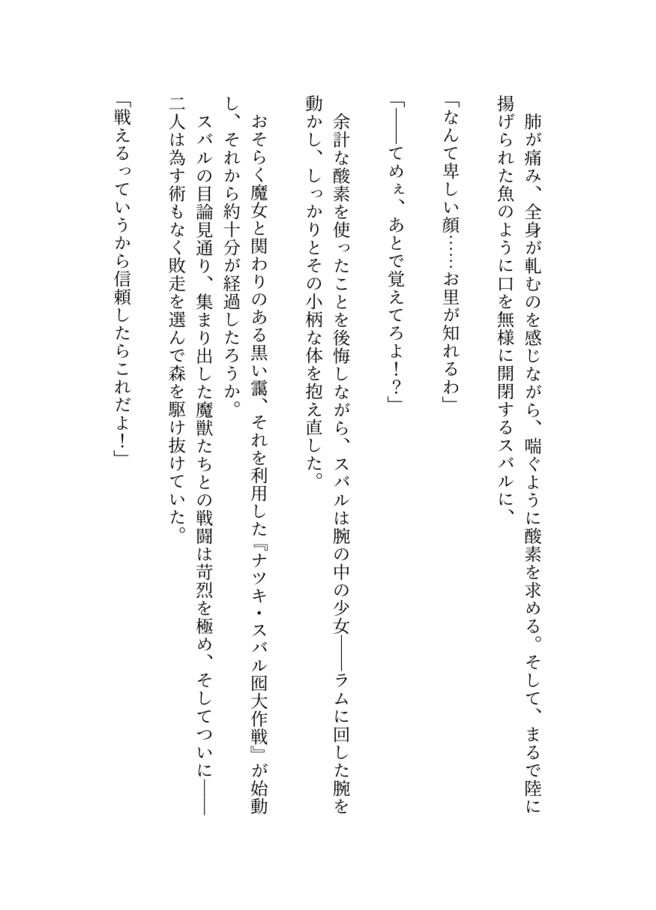 肺が痛み、全身が軋むのを感じながら、喘ぐように酸素を求める。そして、まるで陸に
揚げられた魚のように口を無様に開閉するスバルに、
「なんて卑しい顔……お里が知れるわ」
「――てめぇ、あとで覚えてろよ！？」
　余計な酸素を使ったことを後悔しながら、スバルは腕の中の少女――ラムに回した腕を
動かし、しっかりとその小柄な体を抱え直した。
　おそらく魔女と関わりのある黒い靄、それを利用した『ナツキ・スバル囮大作戦』が始動
し、それから約十分が経過したろうか。
　スバルの目論見通り、集まり出した魔獣たちとの戦闘は苛烈を極め、そしてついに――
二人は為す術もなく敗走を選んで森を駆け抜けていた。
「戦えるっていうから信頼したらこれだよ！」